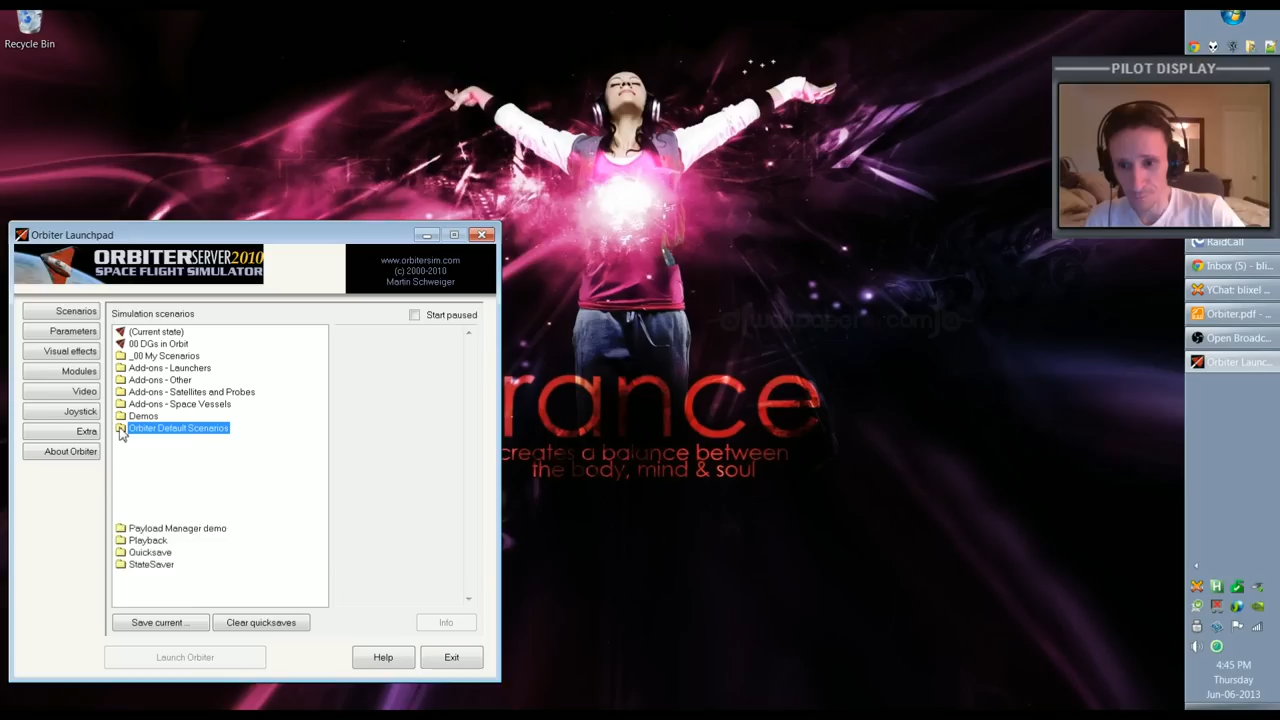 Recycle Bin
PILOT DISPLAY
Orbiter Launchpad
ORBITERSERVER2010
SPACE FLIGHT SIMULATOR
www.orbitersim.com
(c) 2000-2010
Martin Schweiger
Scenarios
Parameters
Visual effects
Modules
Video
Joystick
Extra
About Orbiter
Simulation scenarios
Start paused
(Current state)
00 DGs in Orbit
_00 My Scenarios
Add-ons - Launchers
Add-ons - Other
Add-ons - Satellites and Probes
Add-ons - Space Vessels
Demos
Orbiter Default Scenarios
Payload Manager demo
Playback
Quicksave
StateSaver
Save current ...
Clear quicksaves
Info
Launch Orbiter
Help
Exit
rance
creates a balance between
the body, mind & soul
RaidCall
Inbox (5) - bli...
YChat: blixel ...
Orbiter.pdf - ...
Open Broadc...
Orbiter Launc...
4:45 PM
Thursday
Jun-06-2013